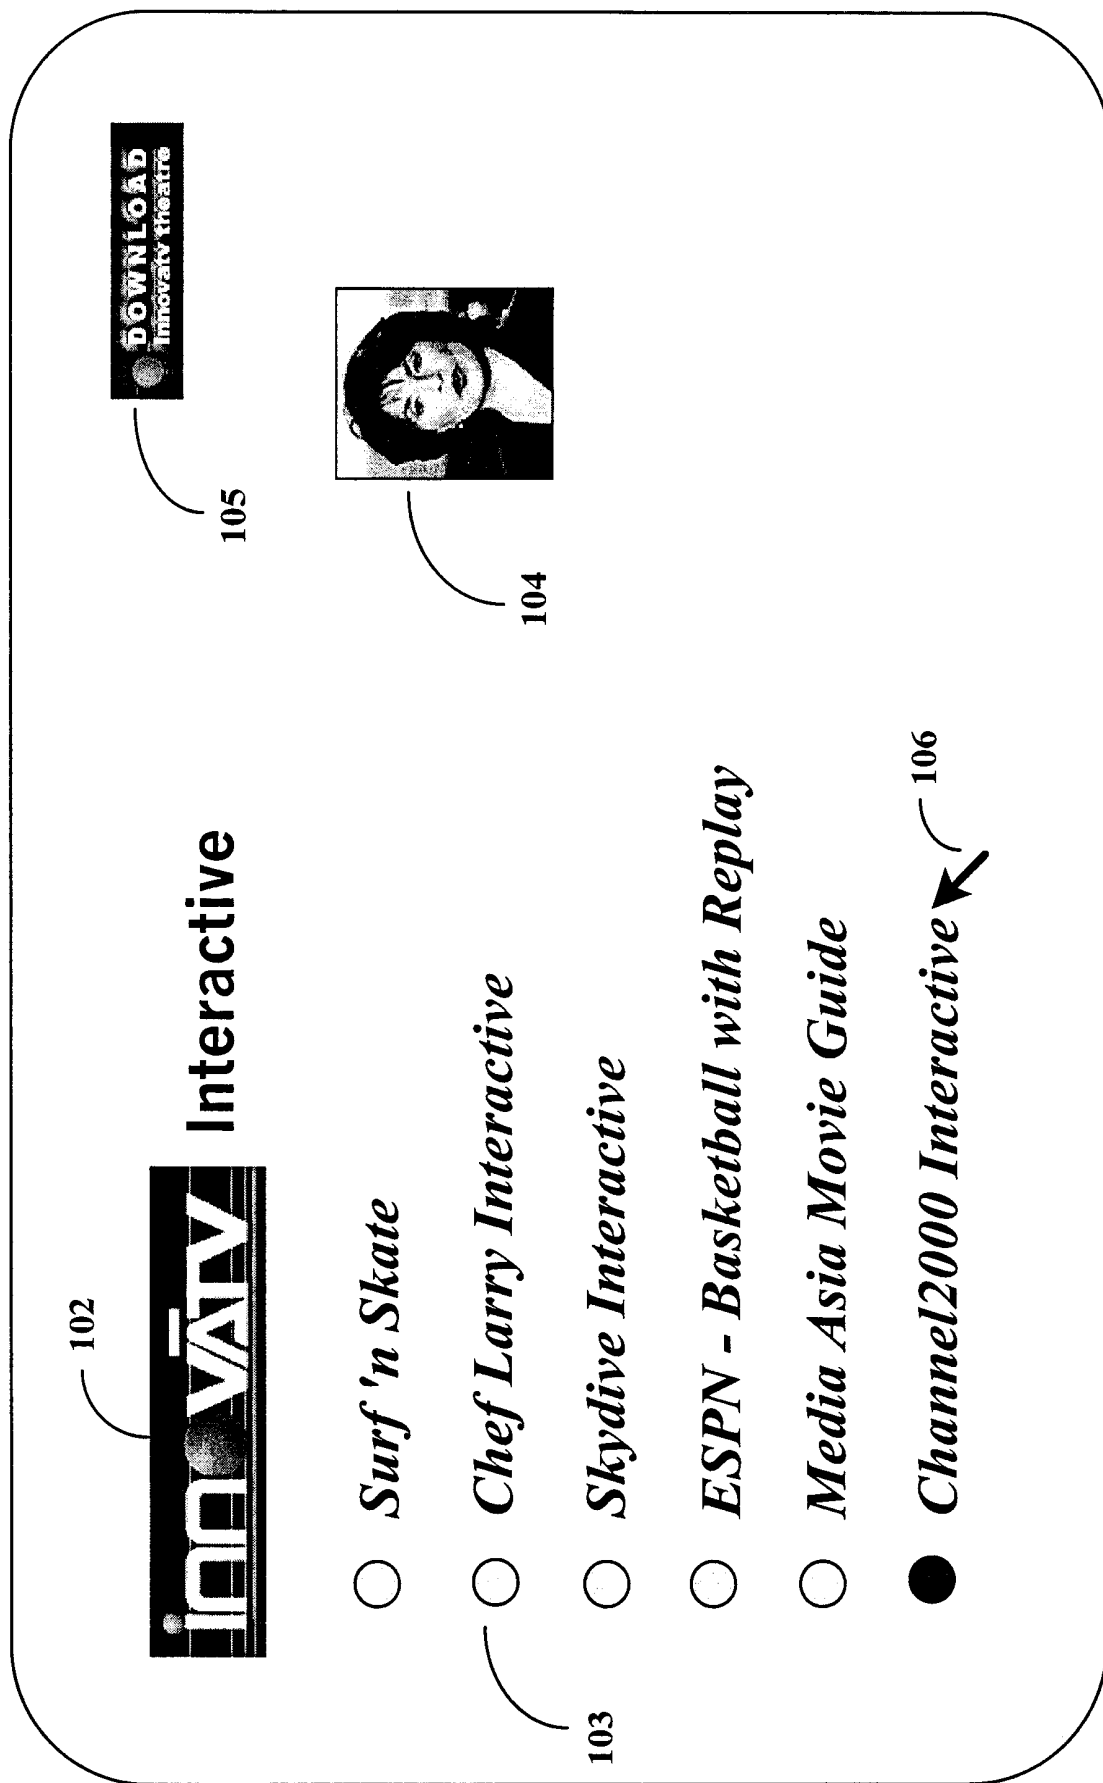 102
innoVATV Interactive
105
DOWNLOAD
Innovatv theatre
103
Surf 'n Skate
Chef Larry Interactive
Skydive Interactive
ESPN - Basketball with Replay
Media Asia Movie Guide
Channel2000 Interactive
104
106